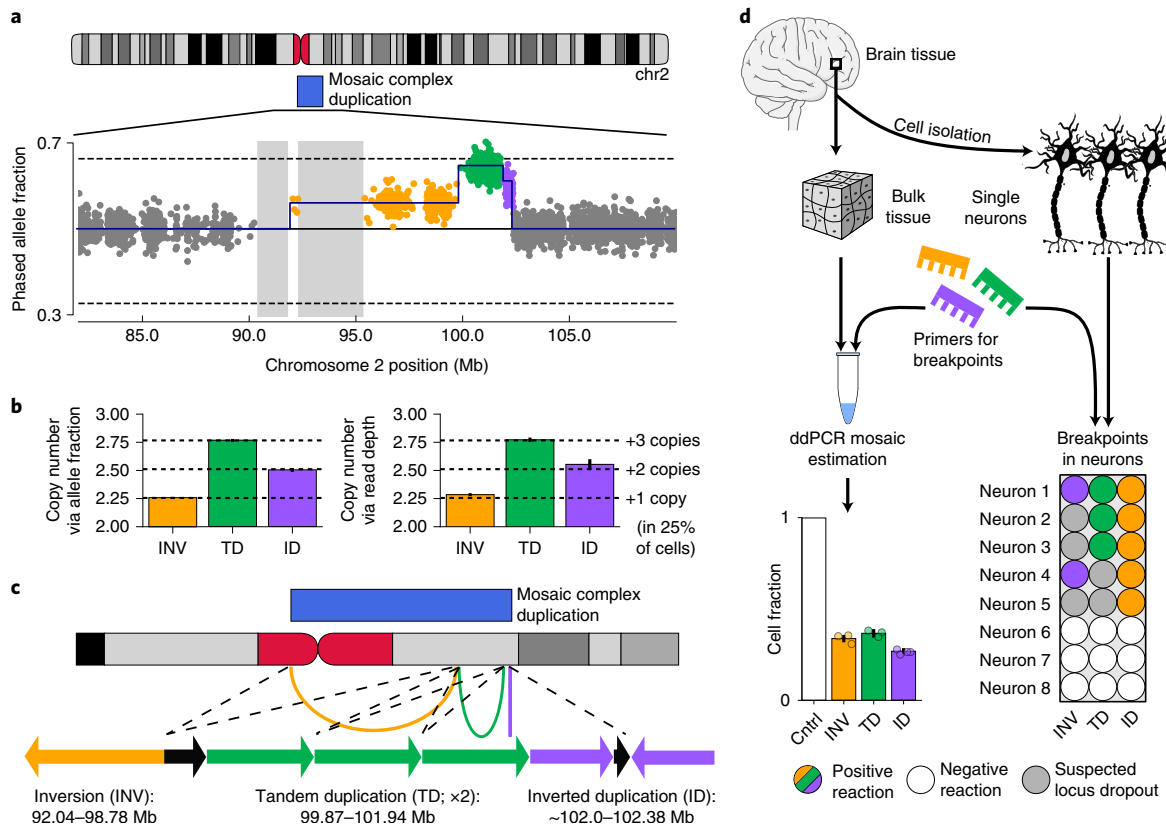 a
chr2
Mosaic complex
duplication
Phased allele fraction
0.7
0.3
85.0 90.0 95.0 100.0 105.0
Chromosome 2 position (Mb)
b
Copy number
via allele fraction
3.00
2.75
2.50
2.25
2.00
INV TD ID
Copy number
via read depth
3.00
2.75
2.50
2.25
2.00
INV TD ID
+3 copies
+2 copies
+1 copy
(in 25%
of cells)
c
Mosaic complex
duplication
Inversion (INV):
92.04–98.78 Mb
Tandem duplication (TD; ×2):
99.87–101.94 Mb
Inverted duplication (ID):
~102.0–102.38 Mb
d
Brain tissue
Cell isolation
Bulk
tissue
Single
neurons
Primers for
breakpoints
ddPCR mosaic
estimation
Cell fraction
1
0
Cntrl INV TD ID
Breakpoints
in neurons
Neuron 1
Neuron 2
Neuron 3
Neuron 4
Neuron 5
Neuron 6
Neuron 7
Neuron 8
INV TD ID
Positive
reaction
Negative
reaction
Suspected
locus dropout